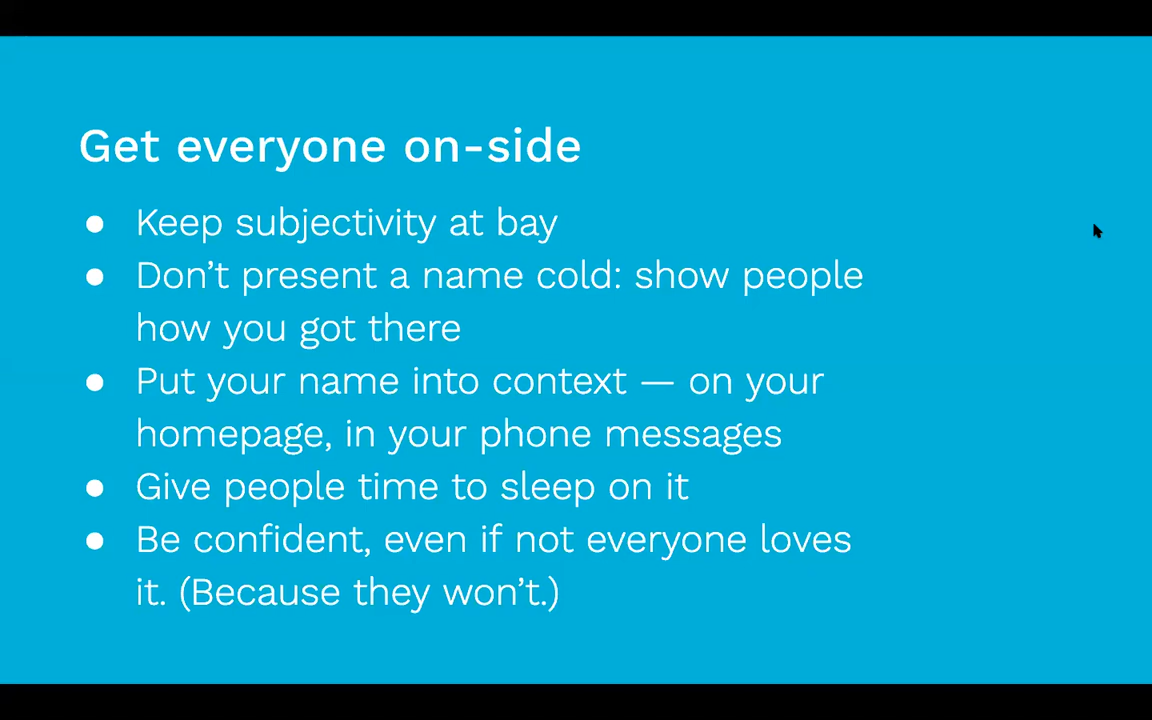 Get everyone on-side
● Keep subjectivity at bay
● Don’t present a name cold: show people
how you got there
● Put your name into context — on your
homepage, in your phone messages
● Give people time to sleep on it
● Be confident, even if not everyone loves
it. (Because they won’t.)